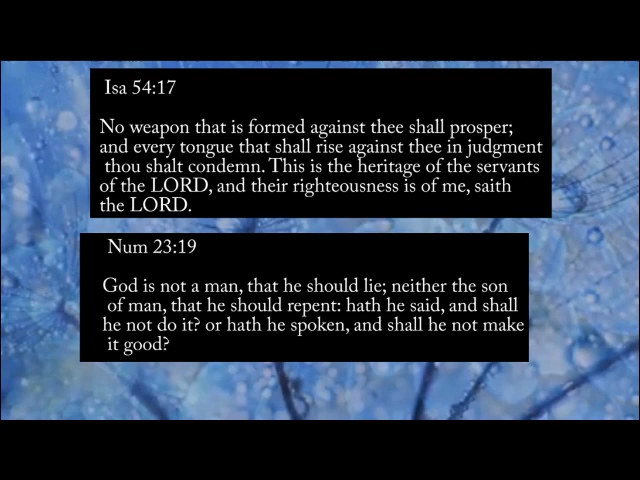 Isa 54:17
No weapon that is formed against thee shall prosper;
and every tongue that shall rise against thee in judgment
thou shalt condemn. This is the heritage of the servants
of the LORD, and their righteousness is of me, saith
the LORD.
Num 23:19
God is not a man, that he should lie; neither the son
of man, that he should repent: hath he said, and shall
he not do it? or hath he spoken, and shall he not make
it good?